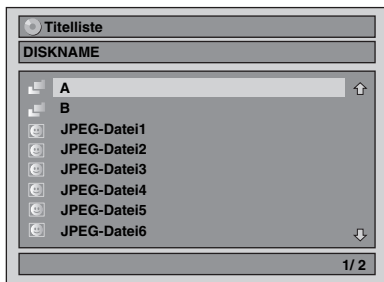 Titelliste
DISKNAME
A
B
JPEG-Datei1
JPEG-Datei2
JPEG-Datei3
JPEG-Datei4
JPEG-Datei5
JPEG-Datei6
1/ 2